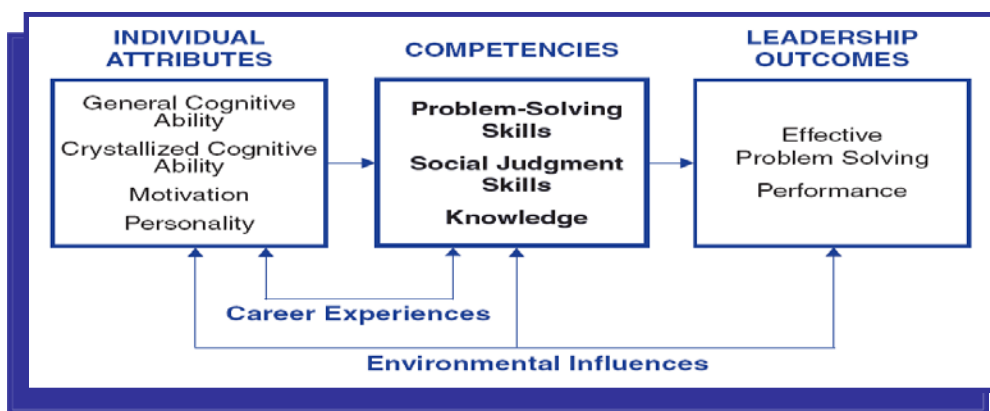 INDIVIDUAL
ATTRIBUTES
General Cognitive
Ability
Crystallized Cognitive
Ability
Motivation
Personality
COMPETENCIES
Problem-Solving
Skills
Social Judgment
Skills
Knowledge
LEADERSHIP
OUTCOMES
Effective
Problem Solving
Performance
Career Experiences
Environmental Influences